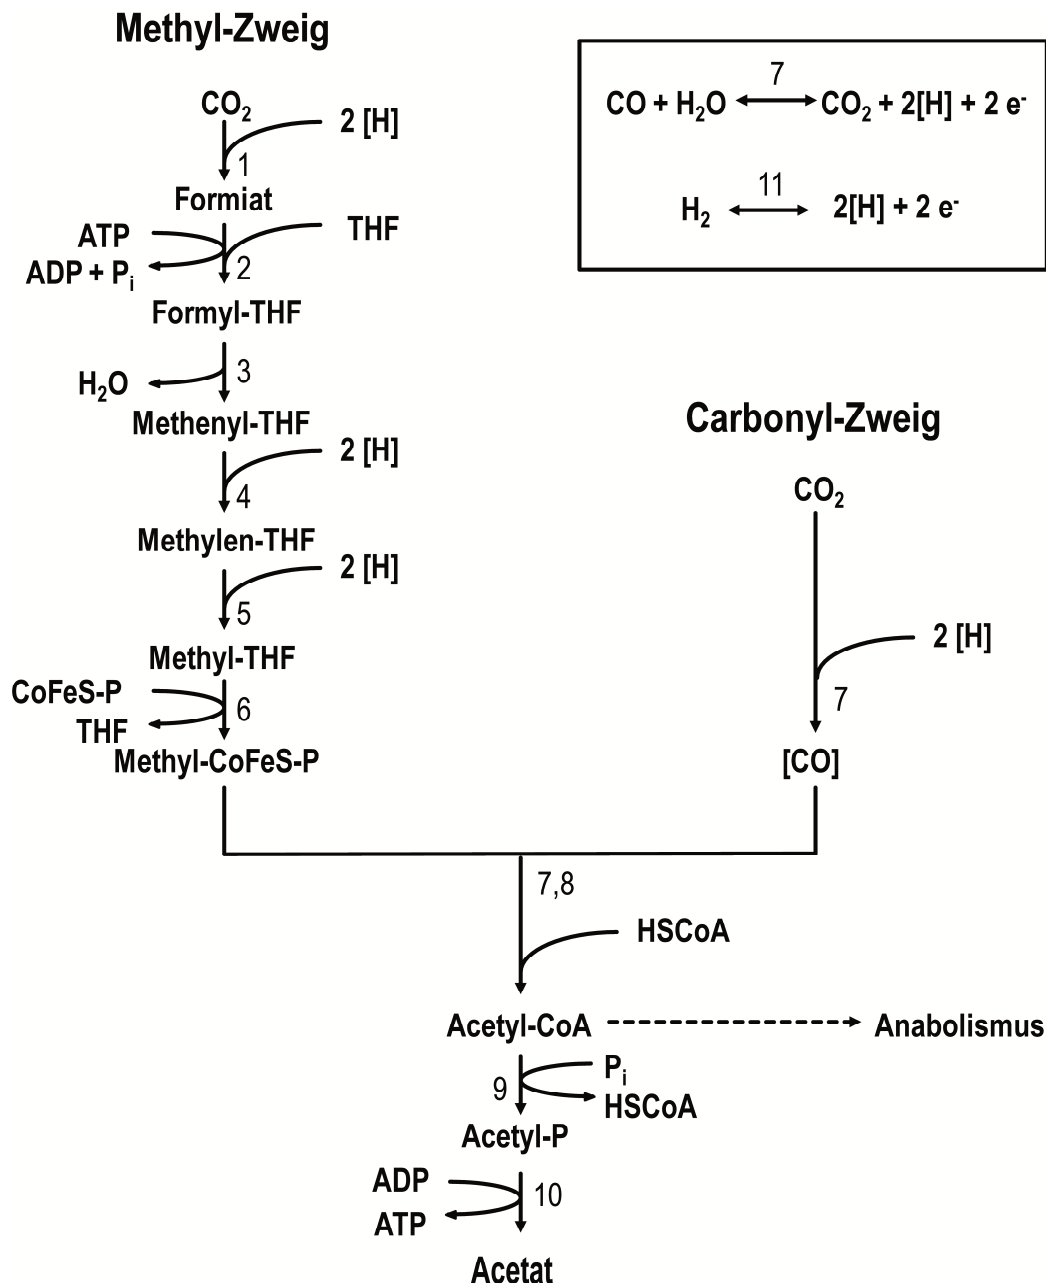 Methyl-Zweig
CO₂
2 [H]
1
Formiat
ATP
THF
ADP + Pᵢ
2
Formyl-THF
H₂O
3
Methenyl-THF
2 [H]
4
Methylen-THF
2 [H]
5
Methyl-THF
CoFeS-P
6
THF
Methyl-CoFeS-P
7
CO + H₂O
CO₂ + 2[H] + 2 e⁻
11
H₂
2[H] + 2 e⁻
Carbonyl-Zweig
CO₂
2 [H]
7
[CO]
7,8
HSCoA
Acetyl-CoA
Anabolismus
Pᵢ
9
HSCoA
Acetyl-P
ADP
10
ATP
Acetat